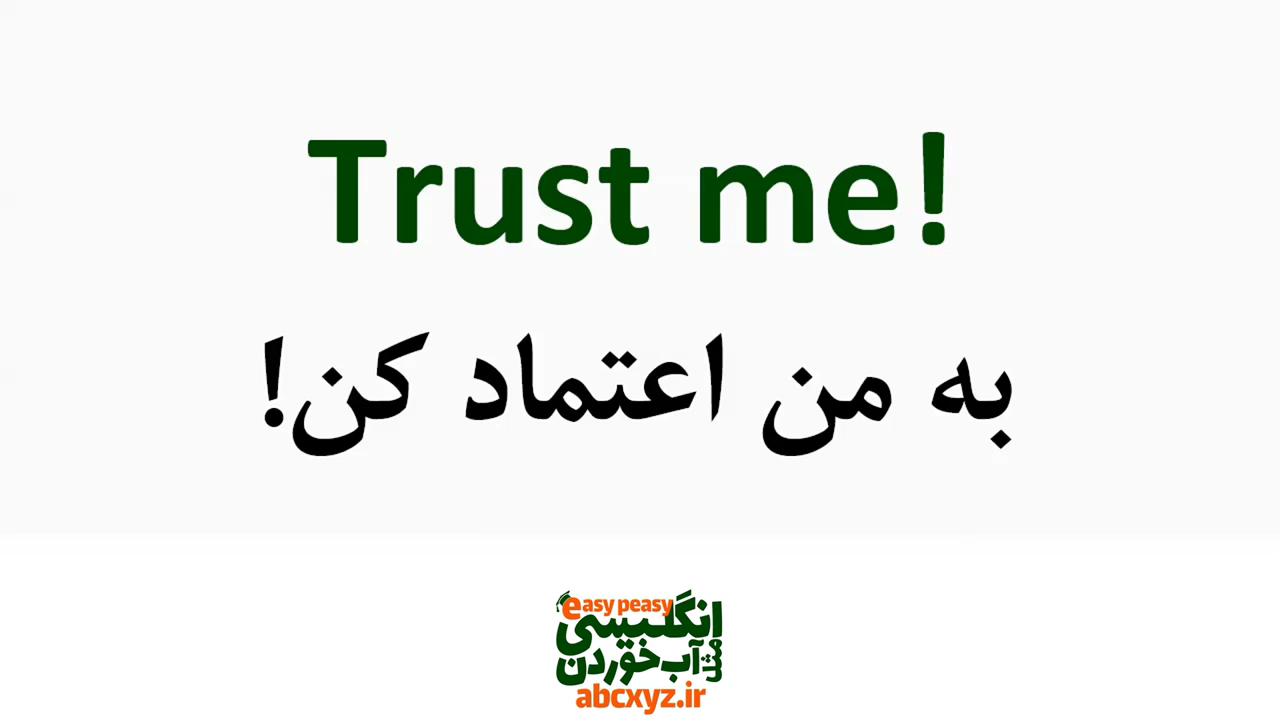 Trust me!
به من اعتماد کن!
easy peasy
انگلیسی
مثل آب خوردن
abcxyz.ir